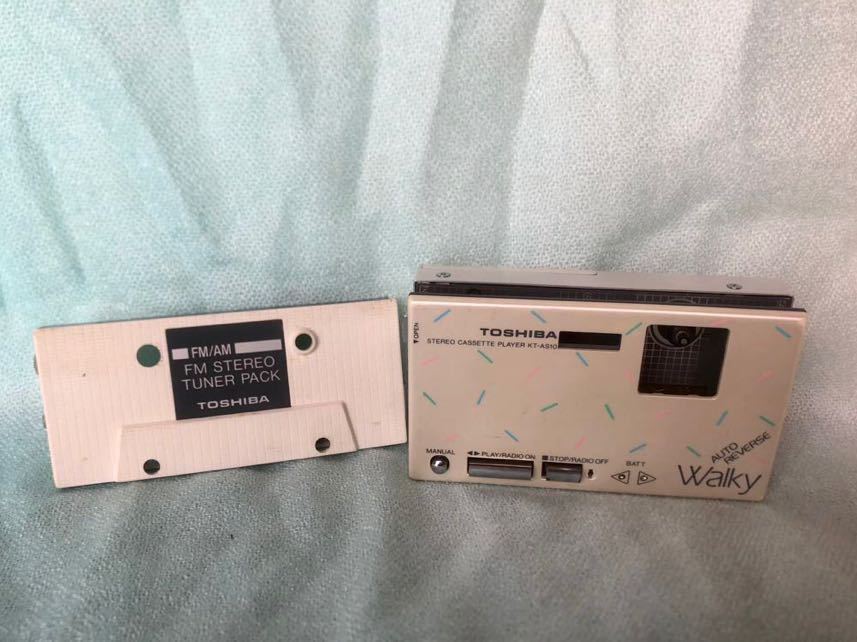 FM/AM
FM STEREO
TUNER PACK
TOSHIBA
▼OPEN
TOSHIBA
STEREO CASSETTE PLAYER KT-AS10
MANUAL
◀▶PLAY/RADIO ON
■STOP/RADIO OFF
BATT
AUTO
REVERSE
Walky